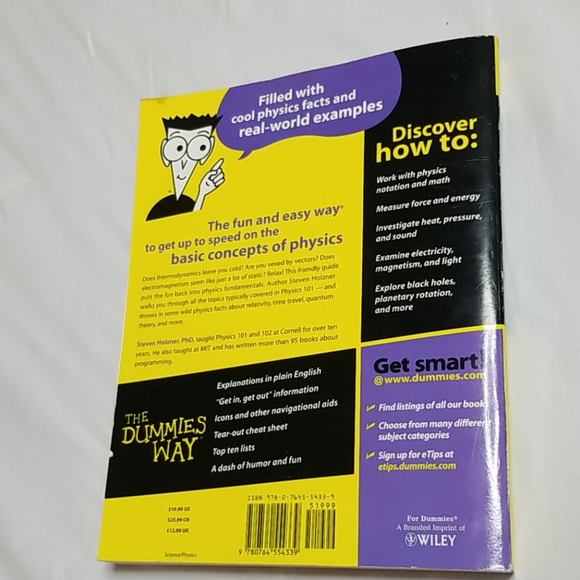 Filled with
cool physics facts and
real-world examples
The fun and easy way®
to get up to speed on the
basic concepts of physics
Does thermodynamics leave you cold? Are you vexed by vectors? Does
electromagnetism seem like just a lot of static? Relax! This friendly guide
puts the fun back into physics fundamentals. Author Steven Holzner
walks you through all the topics typically covered in Physics 101 — and
throws in some wild physics facts about relativity, time travel, quantum
theory, and more.
Steven Holzner, PhD, taught Physics 101 and 102 at Cornell for over ten
years. He also taught at MIT and has written more than 95 books about
programming.
Discover
how to:
Work with physics
notation and math
Measure force and energy
Investigate heat, pressure,
and sound
Examine electricity,
magnetism, and light
Explore black holes,
planetary rotation,
and more
THE
DUMMIES
WAY
Explanations in plain English
"Get in, get out" information
Icons and other navigational aids
Tear-out cheat sheet
Top ten lists
A dash of humor and fun
Get smart!
@www.dummies.com
Find listings of all our books
Choose from many different
subject categories
Sign up for eTips at
etips.dummies.com
$19.99 US
$25.99 CN
£12.99 UK
Science/Physics
ISBN 978-0-7645-5433-9
51999
9 780764 554339
For Dummies®
A Branded Imprint of
WILEY